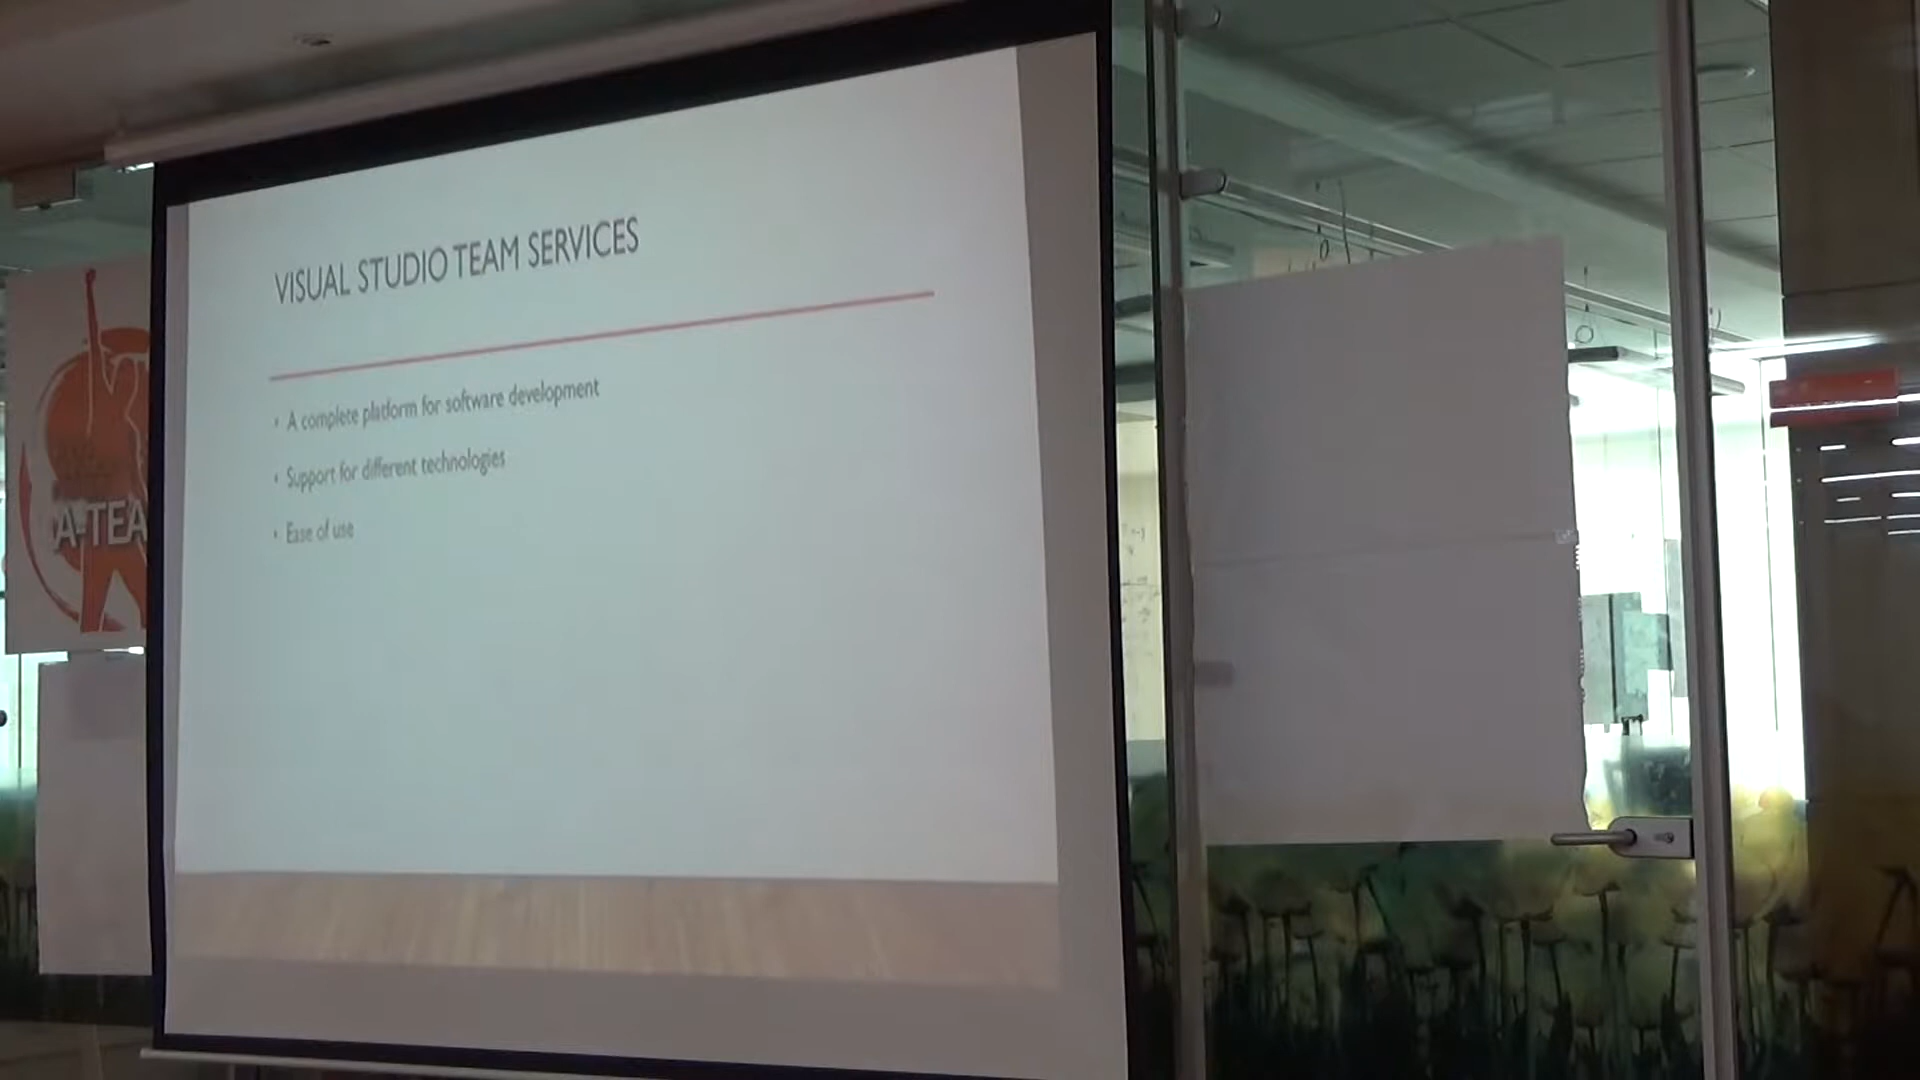 VISUAL STUDIO TEAM SERVICES
A complete platform for software development
Support for different technologies
Ease of use
A-TEA